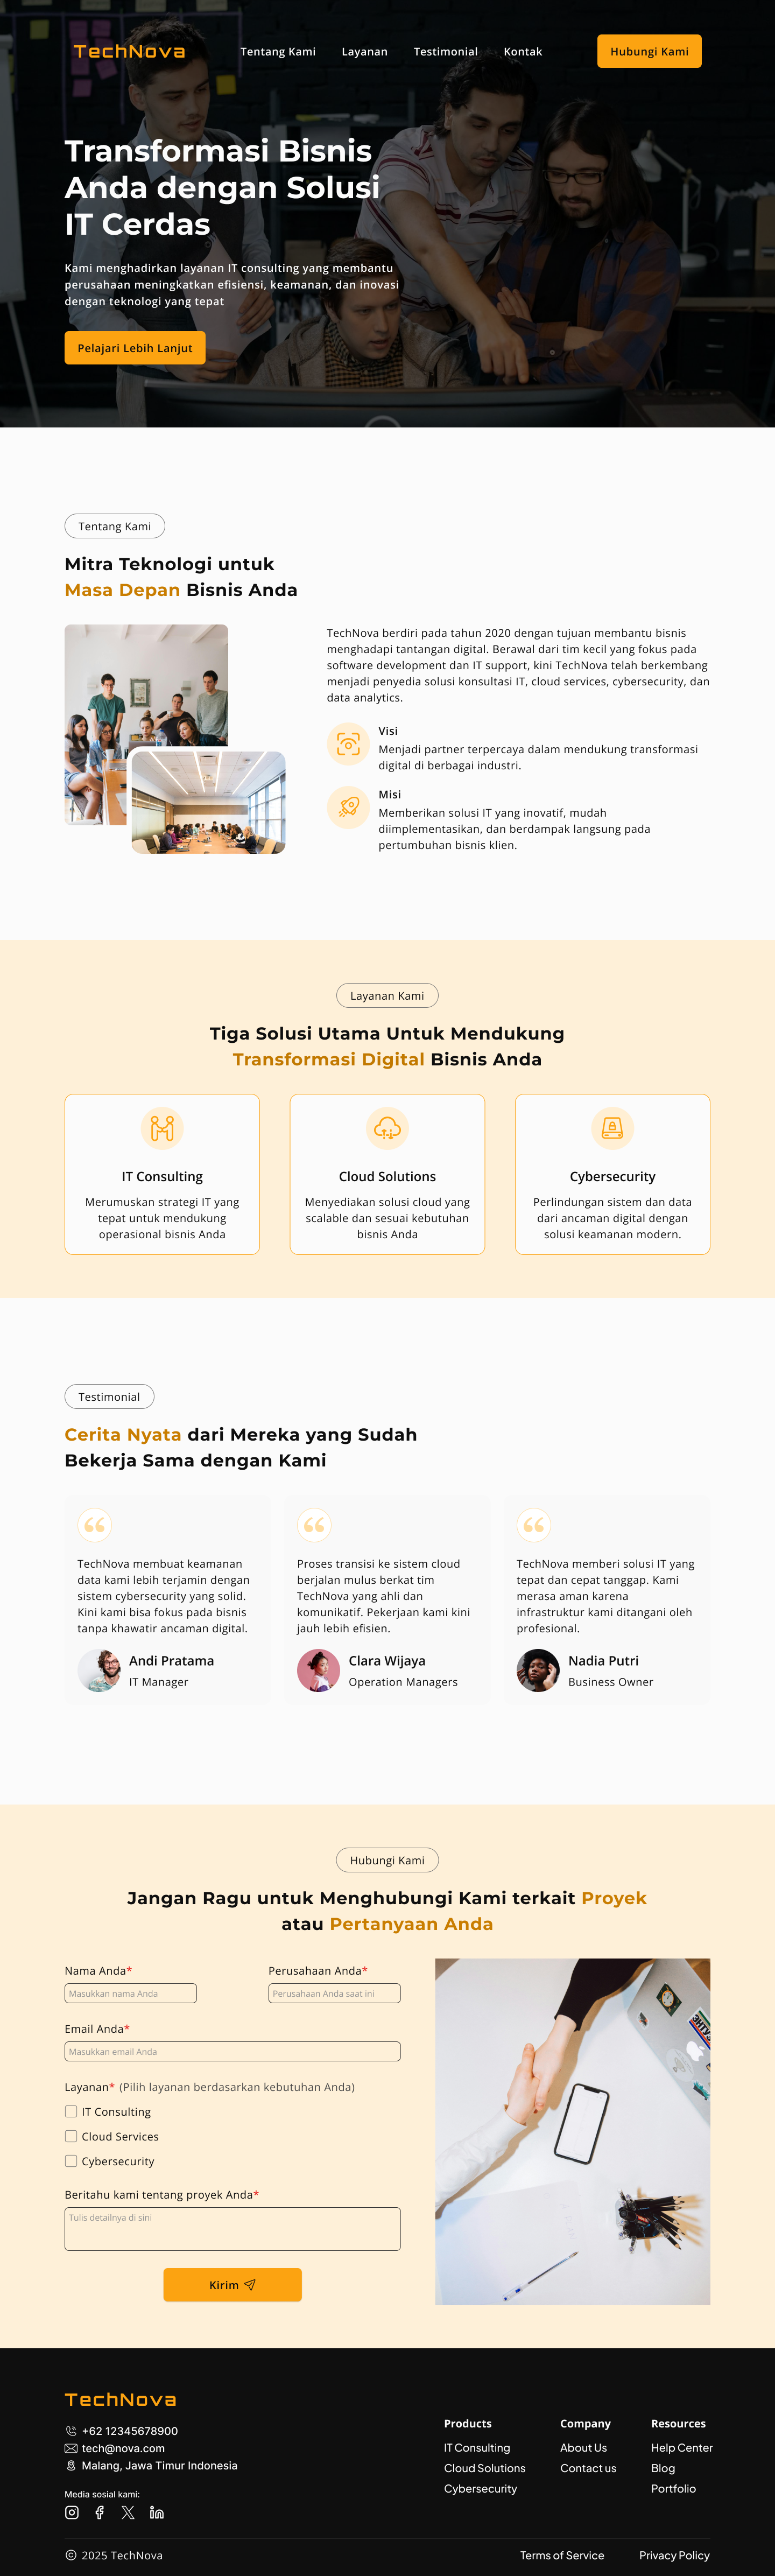 TechNova
Tentang Kami
Layanan
Testimonial
Kontak
Hubungi Kami
Transformasi Bisnis
Anda dengan Solusi
IT Cerdas
Kami menghadirkan layanan IT consulting yang membantu
perusahaan meningkatkan efisiensi, keamanan, dan inovasi
dengan teknologi yang tepat
Pelajari Lebih Lanjut
Tentang Kami
Mitra Teknologi untuk
Masa Depan Bisnis Anda
TechNova berdiri pada tahun 2020 dengan tujuan membantu bisnis
menghadapi tantangan digital. Berawal dari tim kecil yang fokus pada
software development dan IT support, kini TechNova telah berkembang
menjadi penyedia solusi konsultasi IT, cloud services, cybersecurity, dan
data analytics.
Visi
Menjadi partner terpercaya dalam mendukung transformasi
digital di berbagai industri.
Misi
Memberikan solusi IT yang inovatif, mudah
diimplementasikan, dan berdampak langsung pada
pertumbuhan bisnis klien.
Layanan Kami
Tiga Solusi Utama Untuk Mendukung
Transformasi Digital Bisnis Anda
IT Consulting
Merumuskan strategi IT yang
tepat untuk mendukung
operasional bisnis Anda
Cloud Solutions
Menyediakan solusi cloud yang
scalable dan sesuai kebutuhan
bisnis Anda
Cybersecurity
Perlindungan sistem dan data
dari ancaman digital dengan
solusi keamanan modern.
Testimonial
Cerita Nyata dari Mereka yang Sudah
Bekerja Sama dengan Kami
TechNova membuat keamanan
data kami lebih terjamin dengan
sistem cybersecurity yang solid.
Kini kami bisa fokus pada bisnis
tanpa khawatir ancaman digital.
Andi Pratama
IT Manager
Proses transisi ke sistem cloud
berjalan mulus berkat tim
TechNova yang ahli dan
komunikatif. Pekerjaan kami kini
jauh lebih efisien.
Clara Wijaya
Operation Managers
TechNova memberi solusi IT yang
tepat dan cepat tanggap. Kami
merasa aman karena
infrastruktur kami ditangani oleh
profesional.
Nadia Putri
Business Owner
Hubungi Kami
Jangan Ragu untuk Menghubungi Kami terkait Proyek
atau Pertanyaan Anda
Nama Anda*
Masukkan nama Anda
Perusahaan Anda*
Perusahaan Anda saat ini
Email Anda*
Masukkan email Anda
Layanan* (Pilih layanan berdasarkan kebutuhan Anda)
IT Consulting
Cloud Services
Cybersecurity
Beritahu kami tentang proyek Anda*
Tulis detailnya di sini
Kirim
TechNova
+62 12345678900
tech@nova.com
Malang, Jawa Timur Indonesia
Media sosial kami:
Products
IT Consulting
Cloud Solutions
Cybersecurity
Company
About Us
Contact us
Resources
Help Center
Blog
Portfolio
© 2025 TechNova
Terms of Service
Privacy Policy